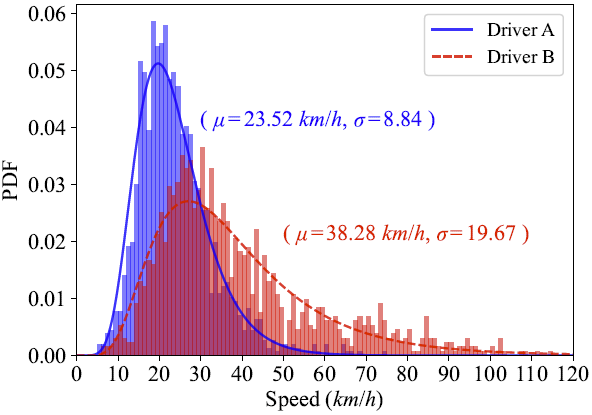 Driver A
Driver B
( μ=23.52 km/h, σ=8.84 )
( μ=38.28 km/h, σ=19.67 )
PDF
0.05
0.04
0.03
0.02
0.01
0.00
0 10 20 30 40 50 60 70 80 90 100 110 120
Speed (km/h)
0.06